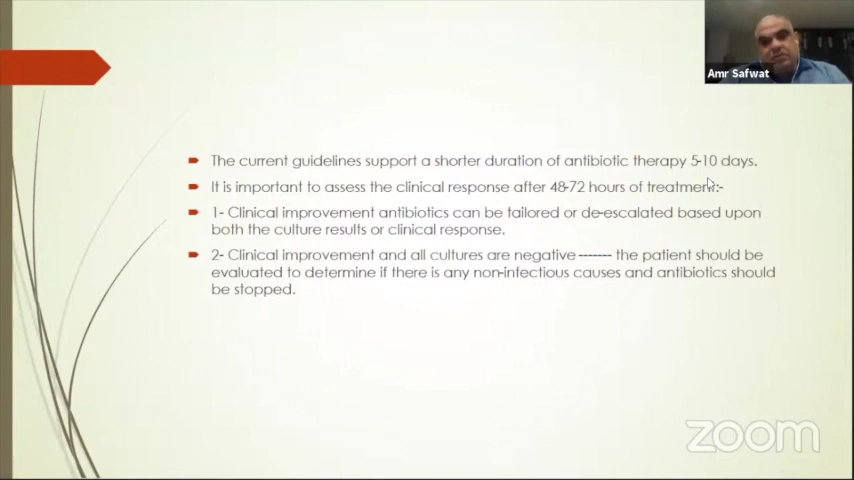 Amr Safwat
The current guidelines support a shorter duration of antibiotic therapy 5-10 days.
It is important to assess the clinical response after 48-72 hours of treatment:-
1- Clinical improvement antibiotics can be tailored or de-escalated based upon
both the culture results or clinical response.
2- Clinical improvement and all cultures are negative ------- the patient should be
evaluated to determine if there is any non-infectious causes and antibiotics should
be stopped.
zoom